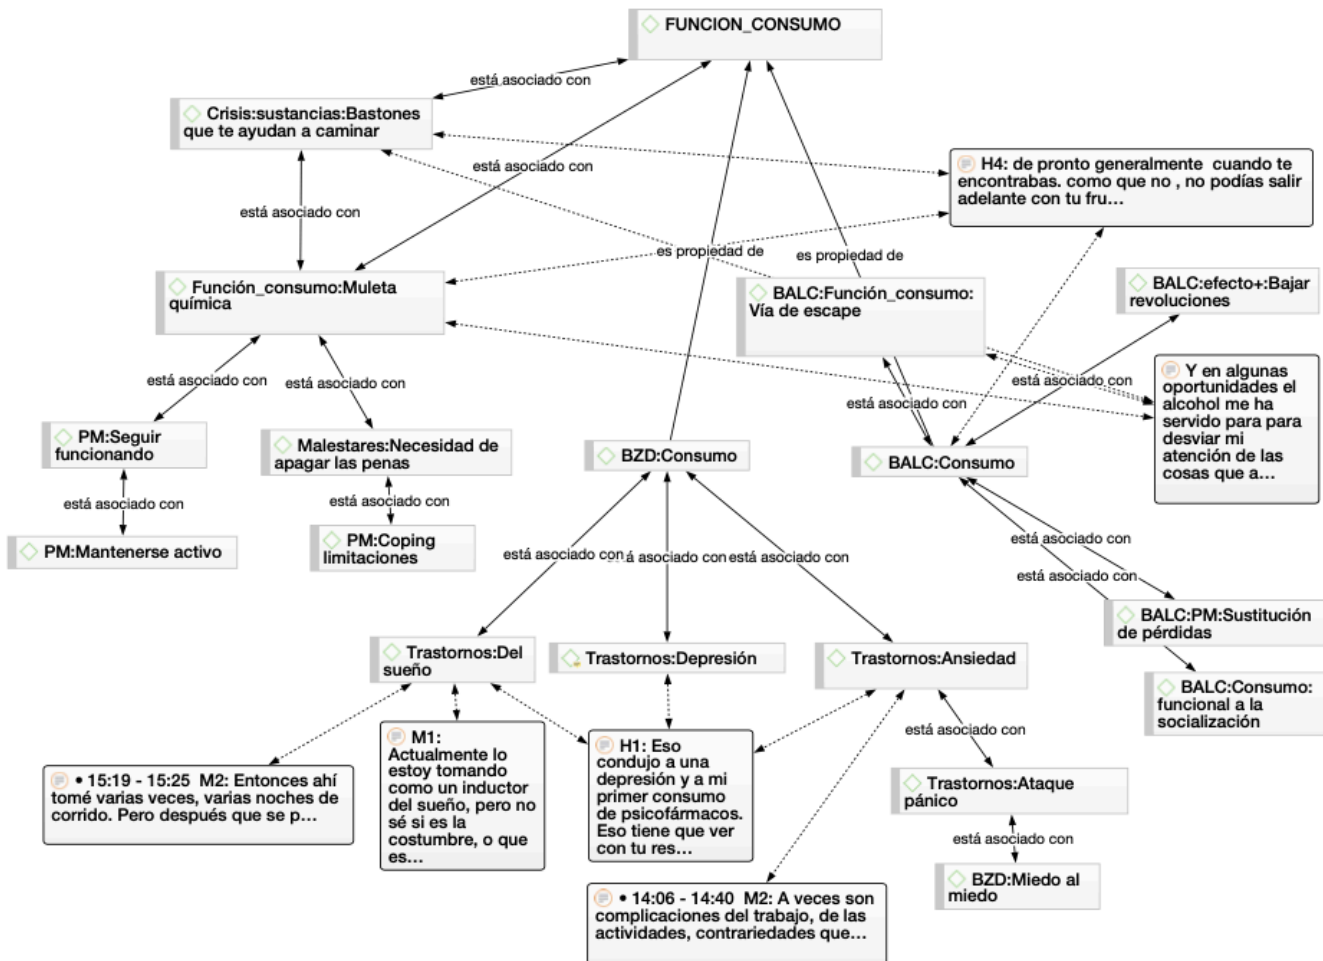 FUNCION_CONSUMO
está asociado con
Crisis:sustancias:Bastones
que te ayudan a caminar
está asociado con
H4: de pronto generalmente  cuando te
encontrabas. como que no , no podías salir
adelante con tu fru…
está asociado con
es propiedad de
es propiedad de
Función_consumo:Muleta
química
BALC:Función_consumo:
Vía de escape
BALC:efecto+:Bajar
revoluciones
está asociado con
está asociado con
está asociado con
está asociado con
Y en algunas
oportunidades el
alcohol me ha
servido para para
desviar mi
atención de las
cosas que a…
PM:Seguir
funcionando
Malestares:Necesidad de
apagar las penas
BZD:Consumo
BALC:Consumo
está asociado con
está asociado con
PM:Mantenerse activo
PM:Coping
limitaciones
está asociado con
está asociado con
está asociado con
está asociado con
está asociado con
BALC:PM:Sustitución
de pérdidas
Trastornos:Del
sueño
Trastornos:Depresión
Trastornos:Ansiedad
BALC:Consumo:
funcional a la
socialización
está asociado con
M1:
Actualmente lo
estoy tomando
como un inductor
del sueño, pero no
sé si es la
costumbre, o que
es…
H1: Eso
condujo a una
depresión y a mi
primer consumo
de psicofármacos.
Eso tiene que ver
con tu res…
• 15:19 - 15:25  M2: Entonces ahí
tomé varias veces, varias noches de
corrido. Pero después que se p…
Trastornos:Ataque
pánico
está asociado con
BZD:Miedo al
miedo
• 14:06 - 14:40  M2: A veces son
complicaciones del trabajo, de las
actividades, contrariedades que…